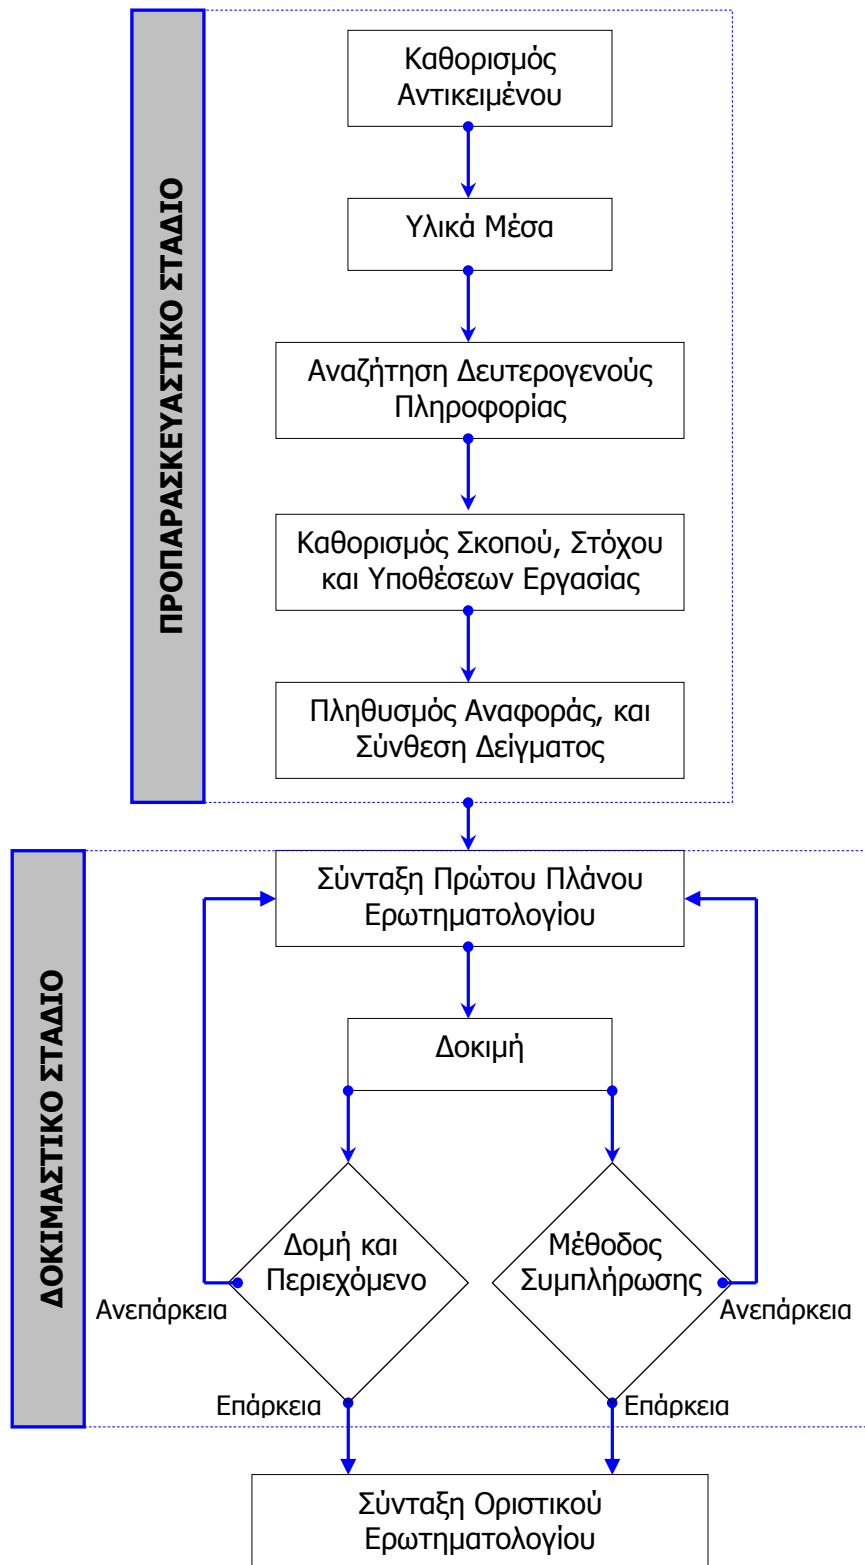 ΠΡΟΠΑΡΑΣΚΕΥΑΣΤΙΚΟ ΣΤΑΔΙΟ
Καθορισμός
Αντικειμένου
Υλικά Μέσα
Αναζήτηση Δευτερογενούς
Πληροφορίας
Καθορισμός Σκοπού, Στόχου
και Υποθέσεων Εργασίας
Πληθυσμός Αναφοράς, και
Σύνθεση Δείγματος
ΔΟΚΙΜΑΣΤΙΚΟ ΣΤΑΔΙΟ
Σύνταξη Πρώτου Πλάνου
Ερωτηματολογίου
Δοκιμή
Δομή και
Περιεχόμενο
Μέθοδος
Συμπλήρωσης
Ανεπάρκεια
Ανεπάρκεια
Επάρκεια
Επάρκεια
Σύνταξη Οριστικού
Ερωτηματολογίου